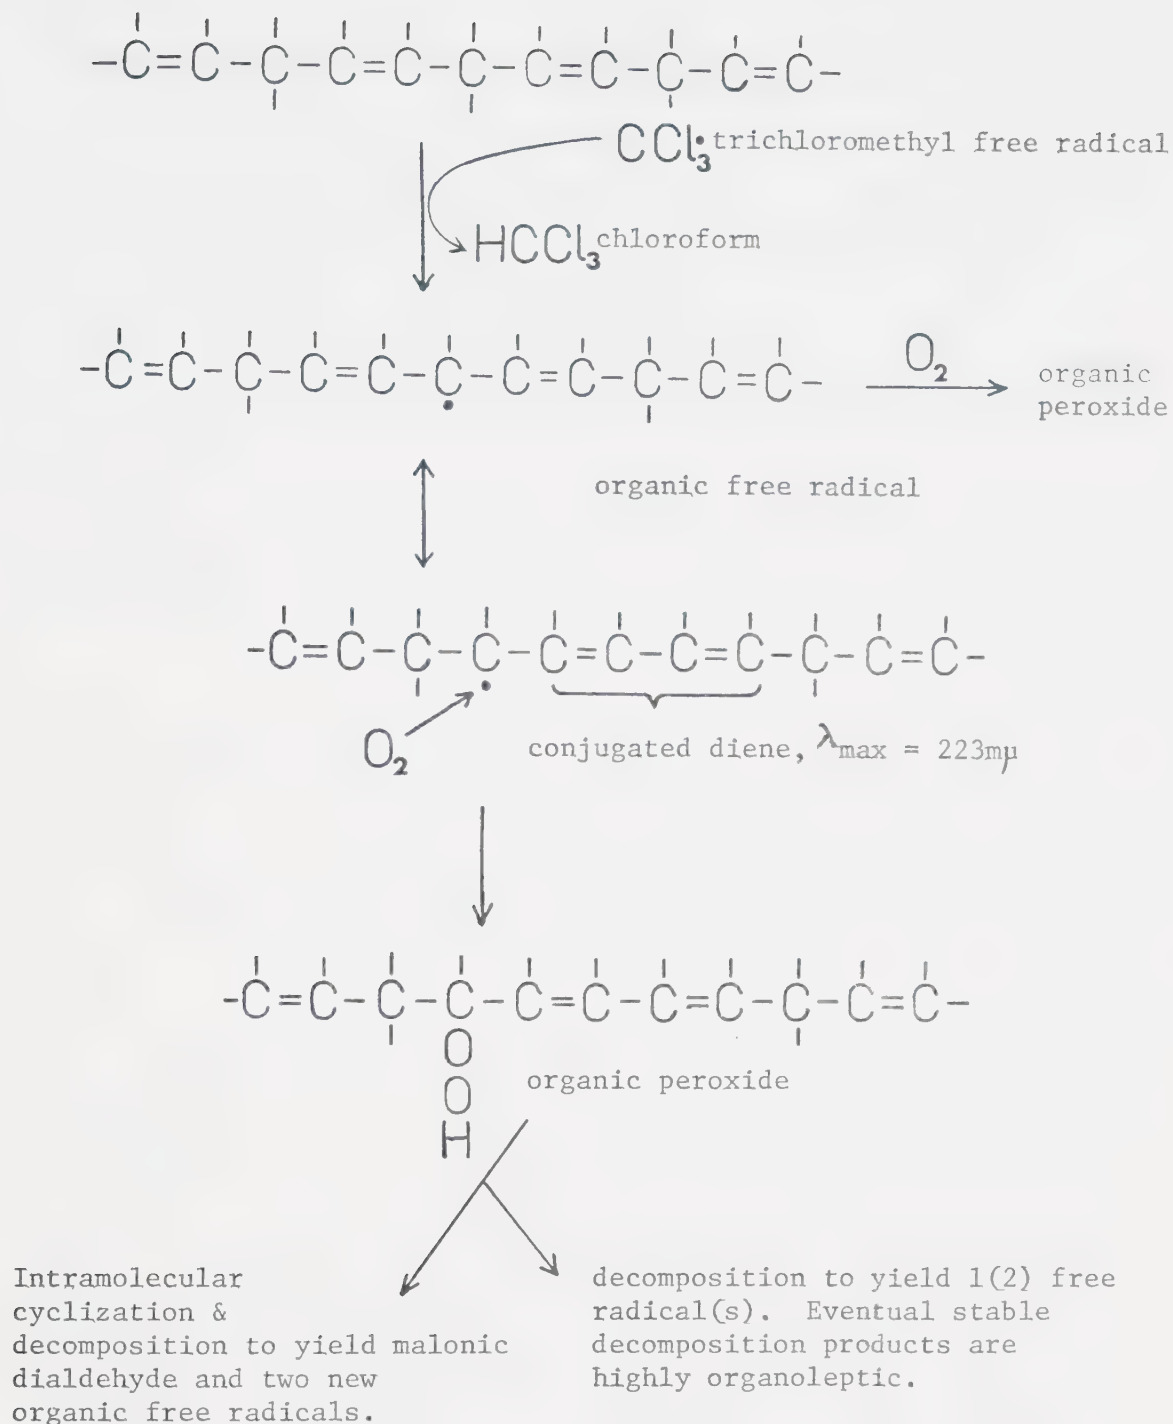 -C=C-C-C=C-C-C=C-C-C=C-
CCl₃• trichloromethyl free radical
HCCl₃ chloroform
-C=C-C-C=C-C-C=C-C-C=C-
•
O₂
organic
peroxide
organic free radical
-C=C-C-C-C=C-C=C-C-C=C-
•
O₂
conjugated diene, λmax = 223mμ
-C=C-C-C-C=C-C=C-C-C=C-
O
O
H
organic peroxide
Intramolecular
cyclization &
decomposition to yield malonic
dialdehyde and two new
organic free radicals.
decomposition to yield 1(2) free
radical(s). Eventual stable
decomposition products are
highly organoleptic.